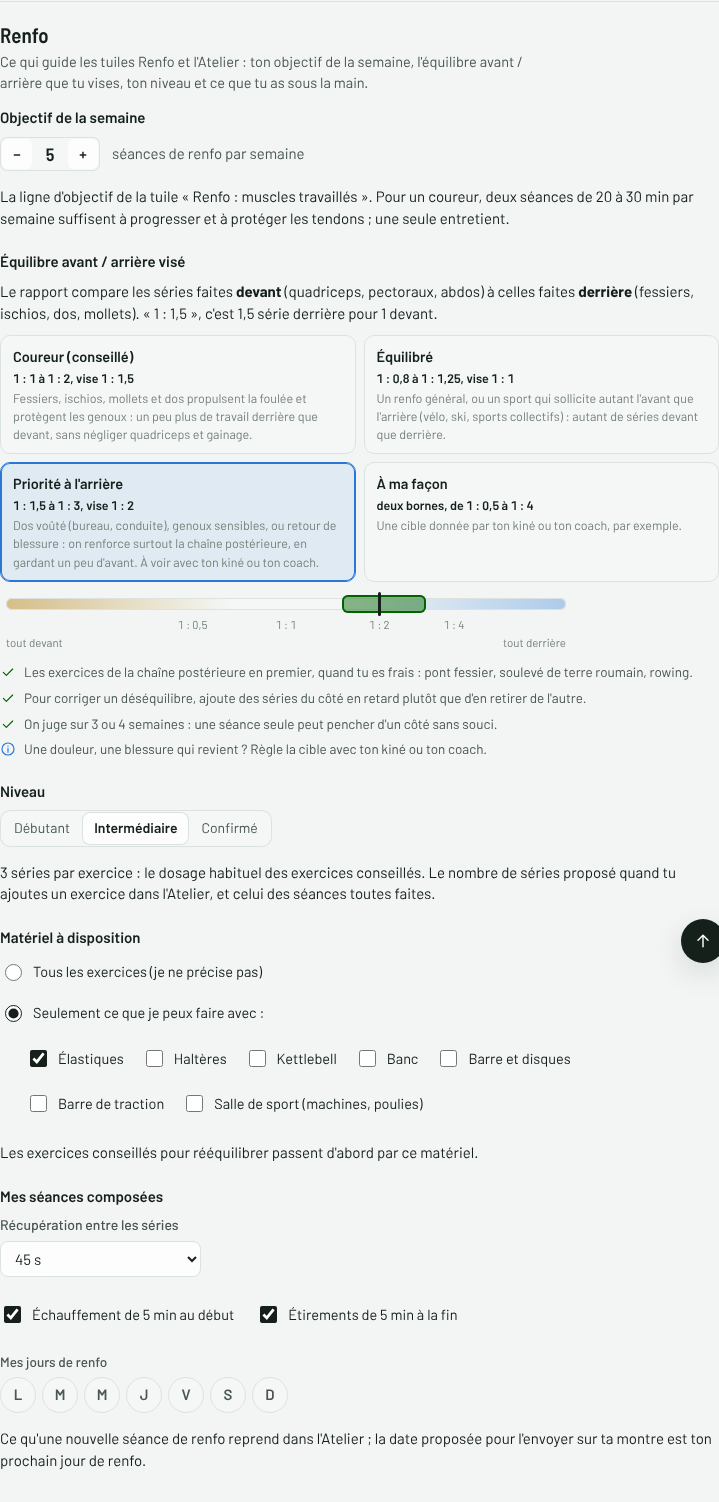 Renfo
Ce qui guide les tuiles Renfo et l'Atelier : ton objectif de la semaine, l'équilibre avant /
arrière que tu vises, ton niveau et ce que tu as sous la main.
Objectif de la semaine
− 5 + séances de renfo par semaine
La ligne d'objectif de la tuile « Renfo : muscles travaillés ». Pour un coureur, deux séances de 20 à 30 min par
semaine suffisent à progresser et à protéger les tendons ; une seule entretient.
Équilibre avant / arrière visé
Le rapport compare les séries faites devant (quadriceps, pectoraux, abdos) à celles faites derrière (fessiers,
ischios, dos, mollets). « 1 : 1,5 », c'est 1,5 série derrière pour 1 devant.
Coureur (conseillé)
1 : 1 à 1 : 2, vise 1 : 1,5
Fessiers, ischios, mollets et dos propulsent la foulée et
protègent les genoux : un peu plus de travail derrière que
devant, sans négliger quadriceps et gainage.
Équilibré
1 : 0,8 à 1 : 1,25, vise 1 : 1
Un renfo général, ou un sport qui sollicite autant l'avant que
l'arrière (vélo, ski, sports collectifs) : autant de séries devant
que derrière.
Priorité à l'arrière
1 : 1,5 à 1 : 3, vise 1 : 2
Dos voûté (bureau, conduite), genoux sensibles, ou retour de
blessure : on renforce surtout la chaîne postérieure, en
gardant un peu d'avant. À voir avec ton kiné ou ton coach.
À ma façon
deux bornes, de 1 : 0,5 à 1 : 4
Une cible donnée par ton kiné ou ton coach, par exemple.
1 : 0,5 1 : 1 1 : 2 1 : 4
tout devant tout derrière
Les exercices de la chaîne postérieure en premier, quand tu es frais : pont fessier, soulevé de terre roumain, rowing.
Pour corriger un déséquilibre, ajoute des séries du côté en retard plutôt que d'en retirer de l'autre.
On juge sur 3 ou 4 semaines : une séance seule peut pencher d'un côté sans souci.
Une douleur, une blessure qui revient ? Règle la cible avec ton kiné ou ton coach.
Niveau
Débutant Intermédiaire Confirmé
3 séries par exercice : le dosage habituel des exercices conseillés. Le nombre de séries proposé quand tu
ajoutes un exercice dans l'Atelier, et celui des séances toutes faites.
Matériel à disposition
Tous les exercices (je ne précise pas)
Seulement ce que je peux faire avec :
Élastiques Haltères Kettlebell Banc Barre et disques
Barre de traction Salle de sport (machines, poulies)
Les exercices conseillés pour rééquilibrer passent d'abord par ce matériel.
Mes séances composées
Récupération entre les séries
45 s
Échauffement de 5 min au début Étirements de 5 min à la fin
Mes jours de renfo
L M M J V S D
Ce qu'une nouvelle séance de renfo reprend dans l'Atelier ; la date proposée pour l'envoyer sur ta montre est ton
prochain jour de renfo.